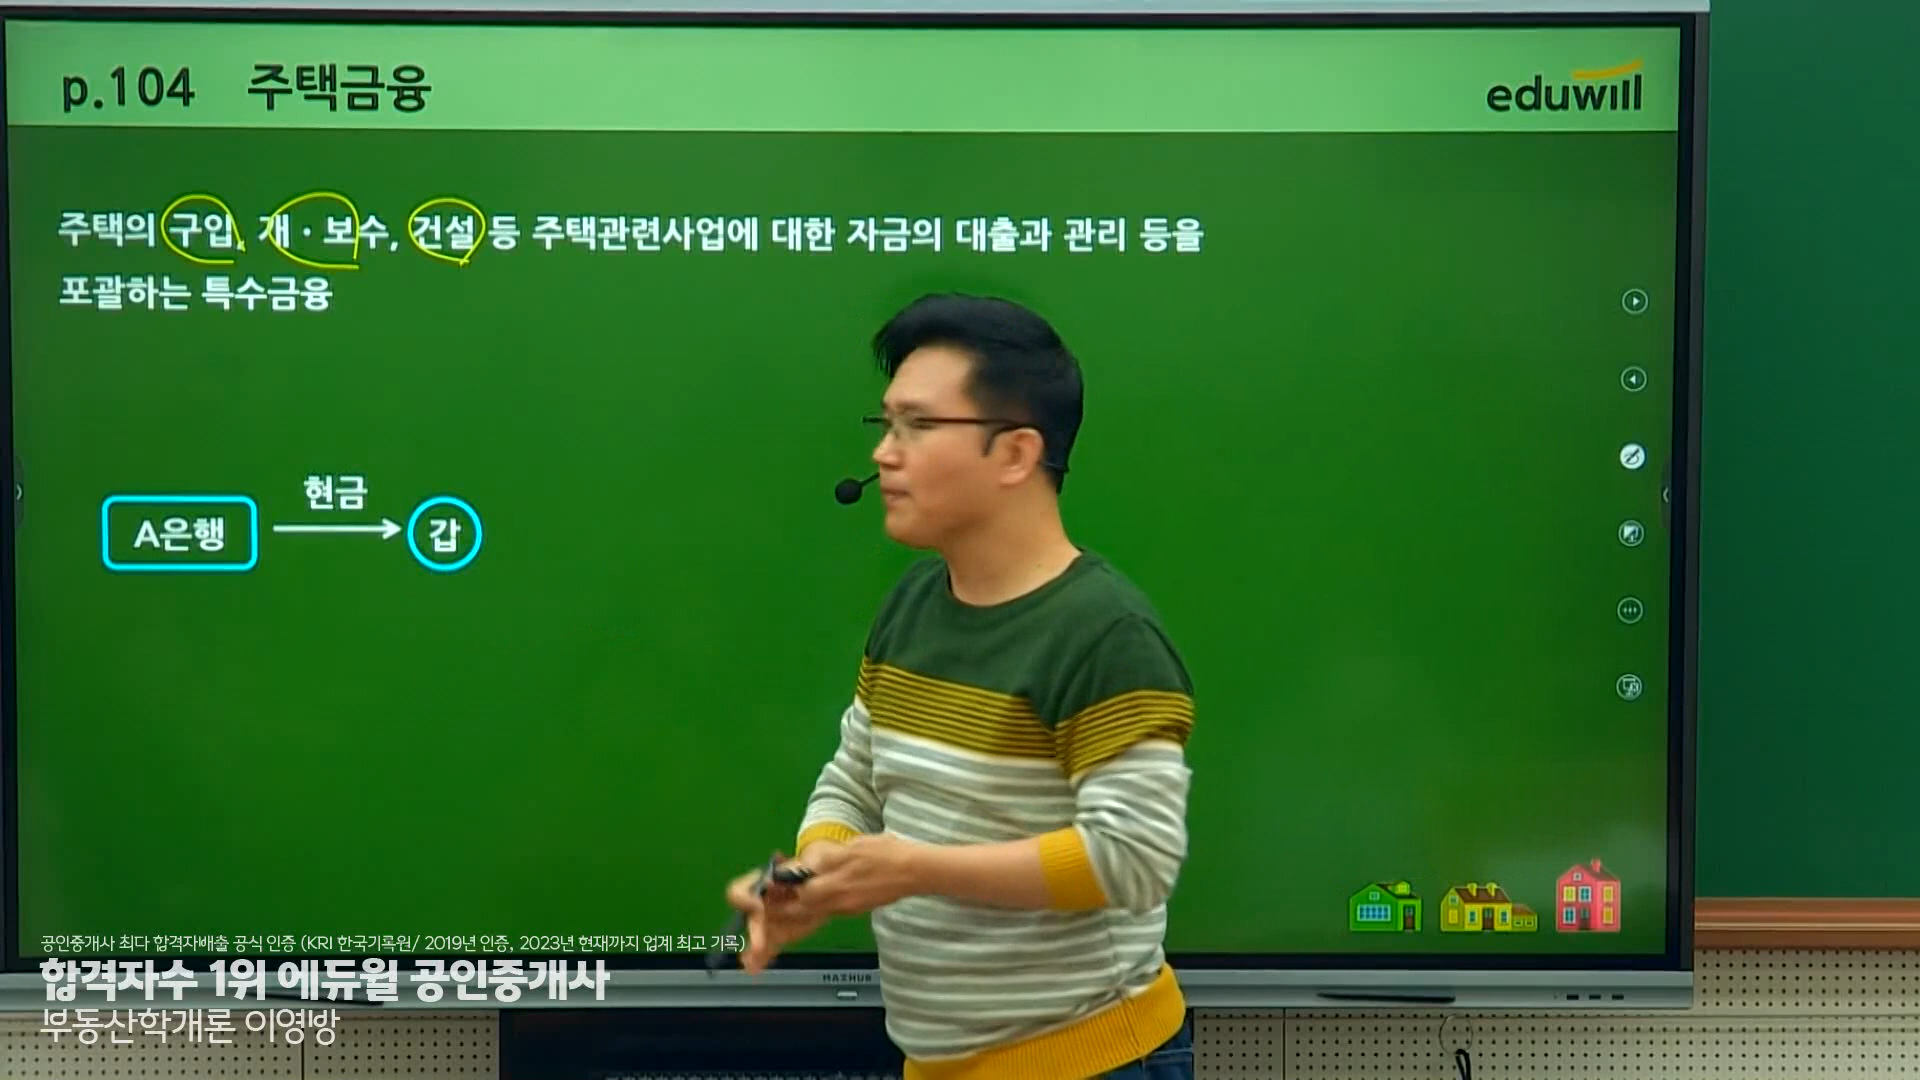 p.104 주택금융
eduwill
주택의 구입, 개·보수, 건설 등 주택관련사업에 대한 자금의 대출과 관리 등을
포괄하는 특수금융
현금
A은행
갑
공인중개사 최다 합격자배출 공식 인증 (KRI 한국기록원/ 2019년 인증, 2023년 현재까지 업계 최고 기록)
합격자수 1위 에듀윌 공인중개사
부동산학개론 이영방
MAXHUB